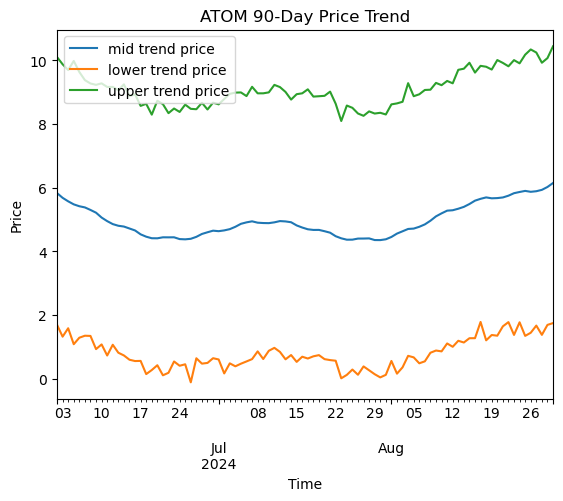 ATOM 90-Day Price Trend
mid trend price
lower trend price
upper trend price
Price
10
8
6
4
2
0
03 10 17 24 08 15 22 29 05 12 19 26
Jul Aug
2024
Time